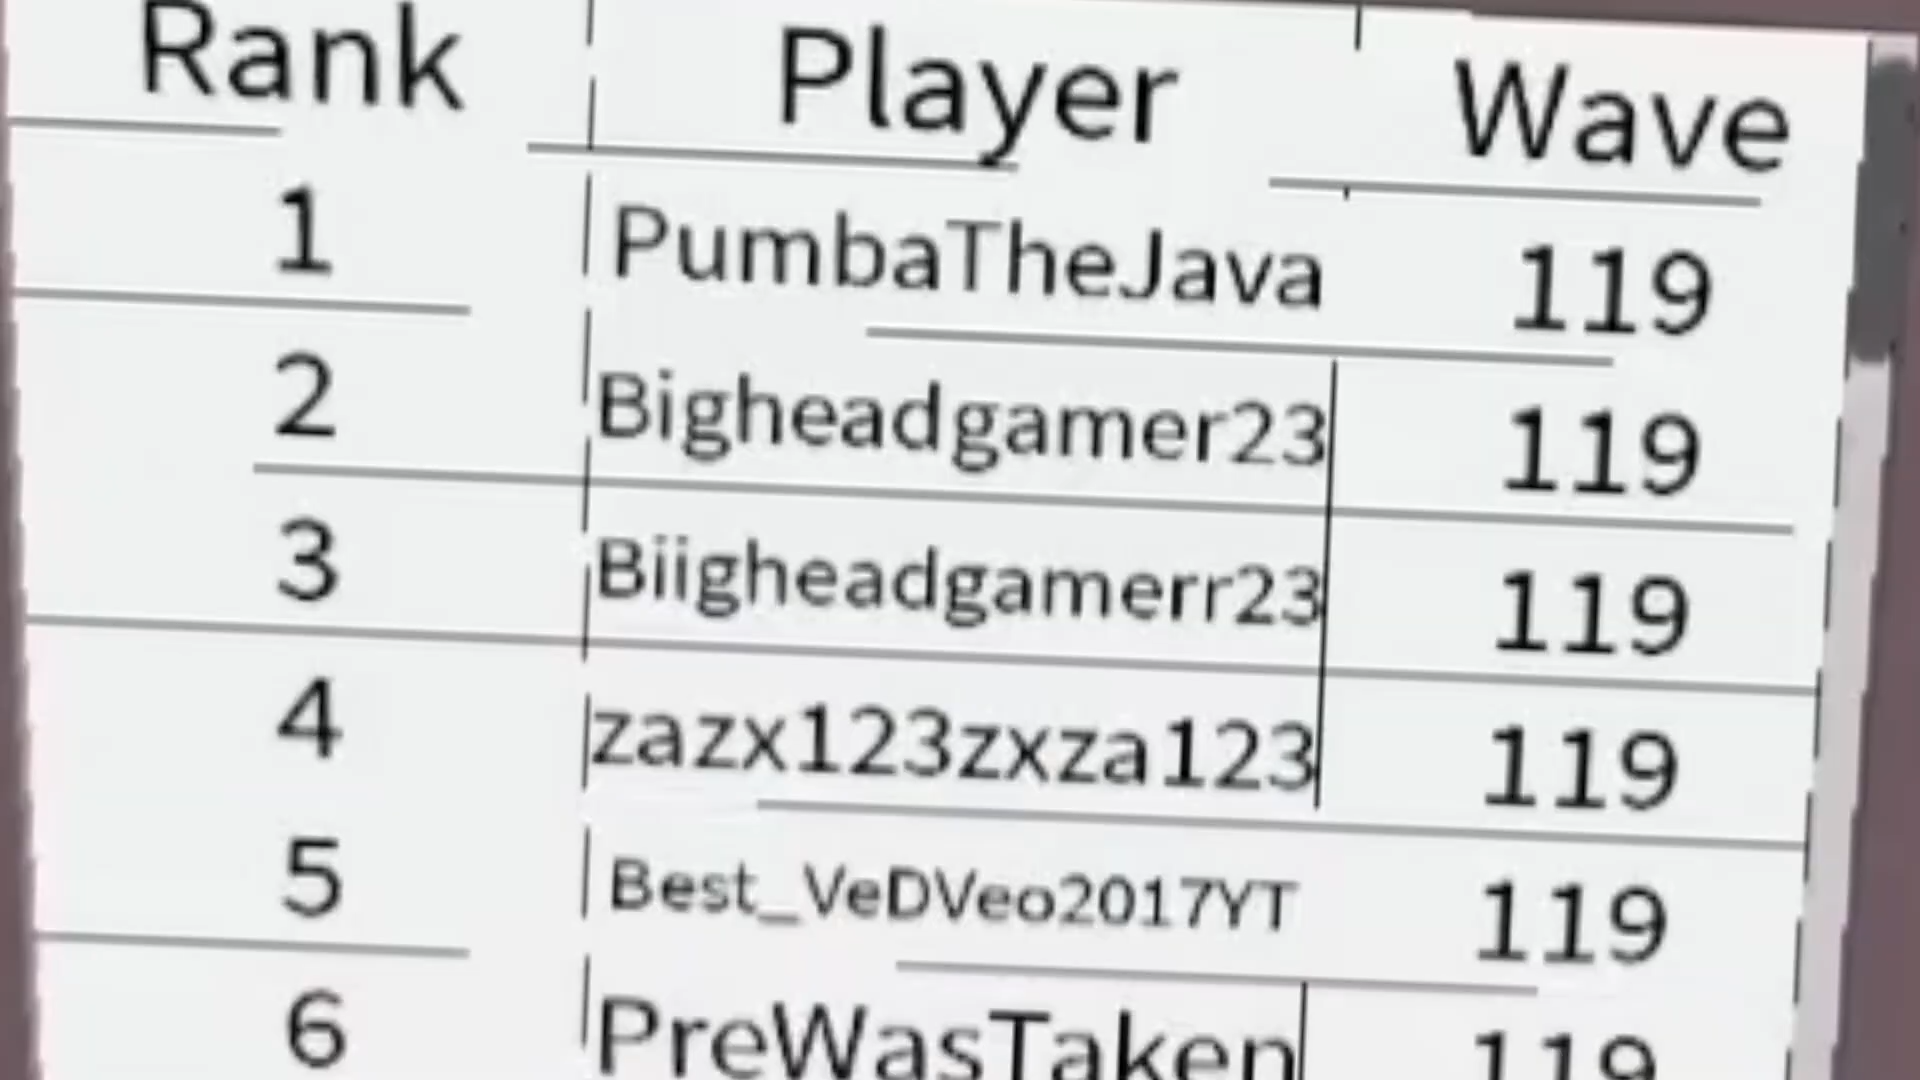 Rank Player Wave
1 PumbaTheJava 119
2 Bigheadgamer23 119
3 Biigheadgamerr23 119
4 zazx123zxza123 119
5 Best_VeDVeo2017YT 119
6 PreWasTaken 119